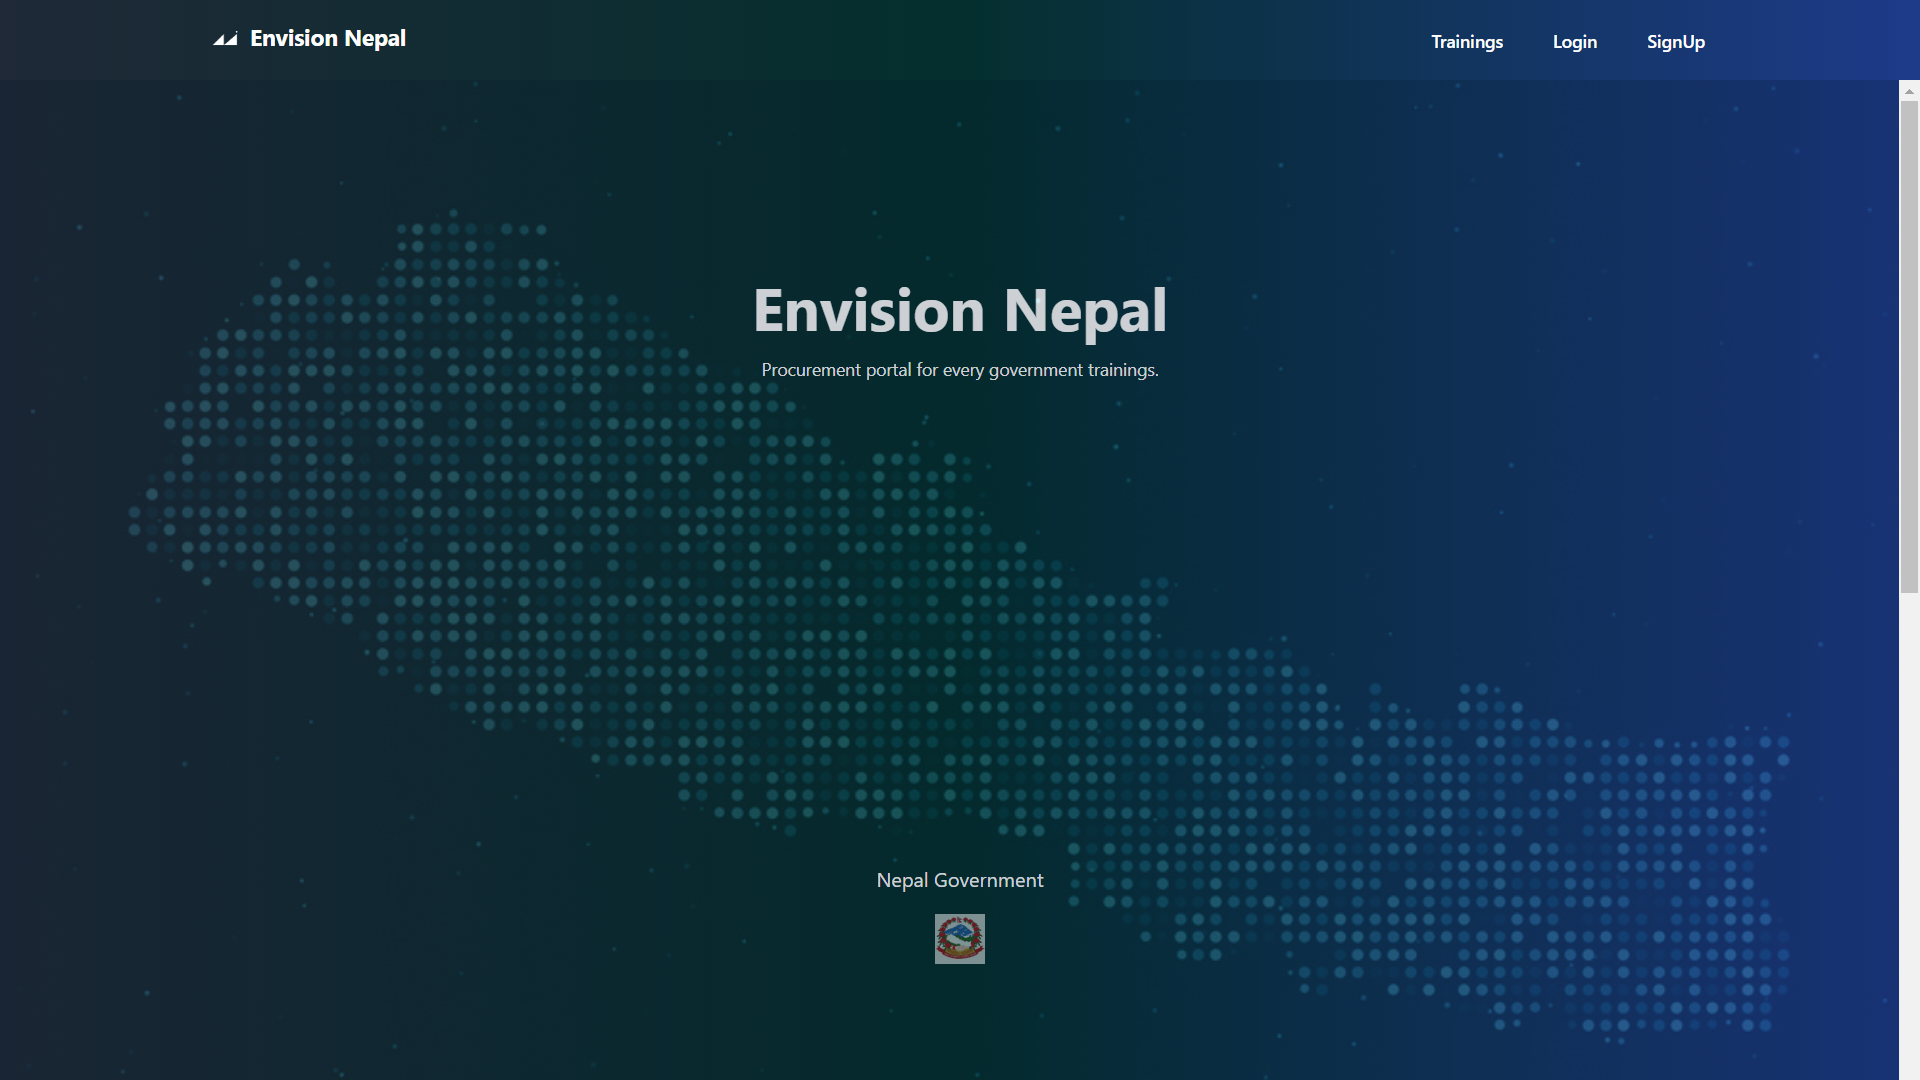 Envision Nepal
Trainings
Login
SignUp
Envision Nepal
Procurement portal for every government trainings.
Nepal Government